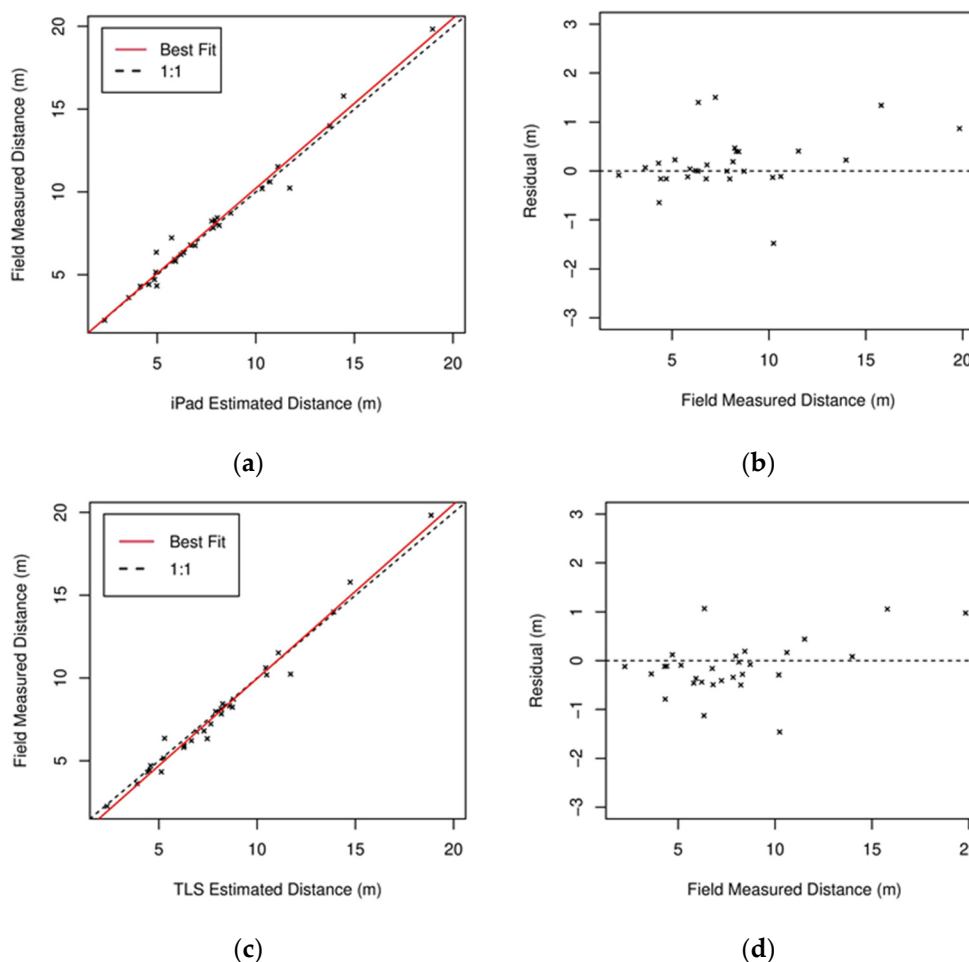 20
15
10
5
Field Measured Distance (m)
Best Fit
1:1
5
10
15
20
iPad Estimated Distance (m)
(a)
3
2
1
0
-1
-2
-3
Residual (m)
5
10
15
20
Field Measured Distance (m)
(b)
20
15
10
5
Field Measured Distance (m)
Best Fit
1:1
5
10
15
20
TLS Estimated Distance (m)
(c)
3
2
1
0
-1
-2
-3
Residual (m)
5
10
15
Field Measured Distance (m)
(d)